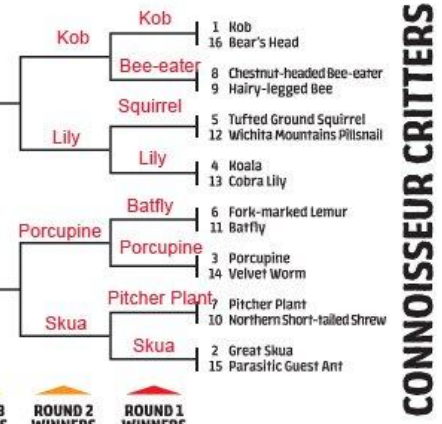 Kob
1 Kob
16 Bear's Head
Kob
Bee-eater
8 Chestnut-headed Bee-eater
9 Hairy-legged Bee
Squirrel
5 Tufted Ground Squirrel
12 Wichita Mountains Pillsnail
Lily
Lily
4 Koala
13 Cobra Lily
Batfly
6 Fork-marked Lemur
11 Batfly
Porcupine
Porcupine
3 Porcupine
14 Velvet Worm
Pitcher Plant
7 Pitcher Plant
10 Northern Short-tailed Shrew
Skua
Skua
2 Great Skua
15 Parasitic Guest Ant
CONNOISSEUR CRITTERS
3
ROUND 2
WINNERS
ROUND 1
WINNERS